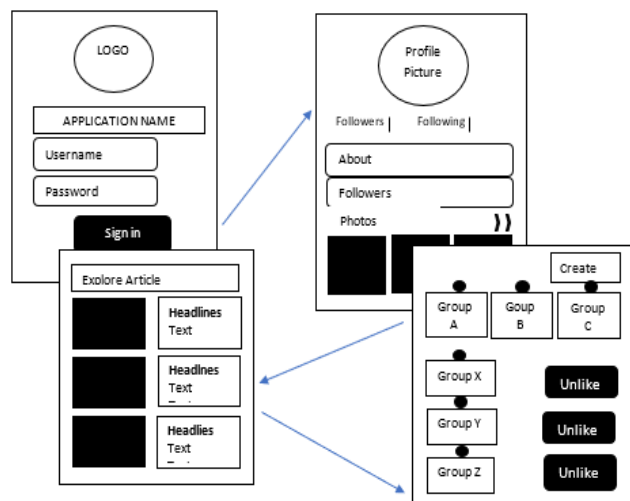 LOGO
APPLICATION NAME
Username
Password
Sign in
Profile
Picture
Followers
Following
About
Followers
Photos
Explore Article
Headlines
Text
Headlnes
Text
Headlies
Text
Create
Group
A
Goup
B
Group
C
Group X
Unlike
Group Y
Unlike
Group Z
Unlike